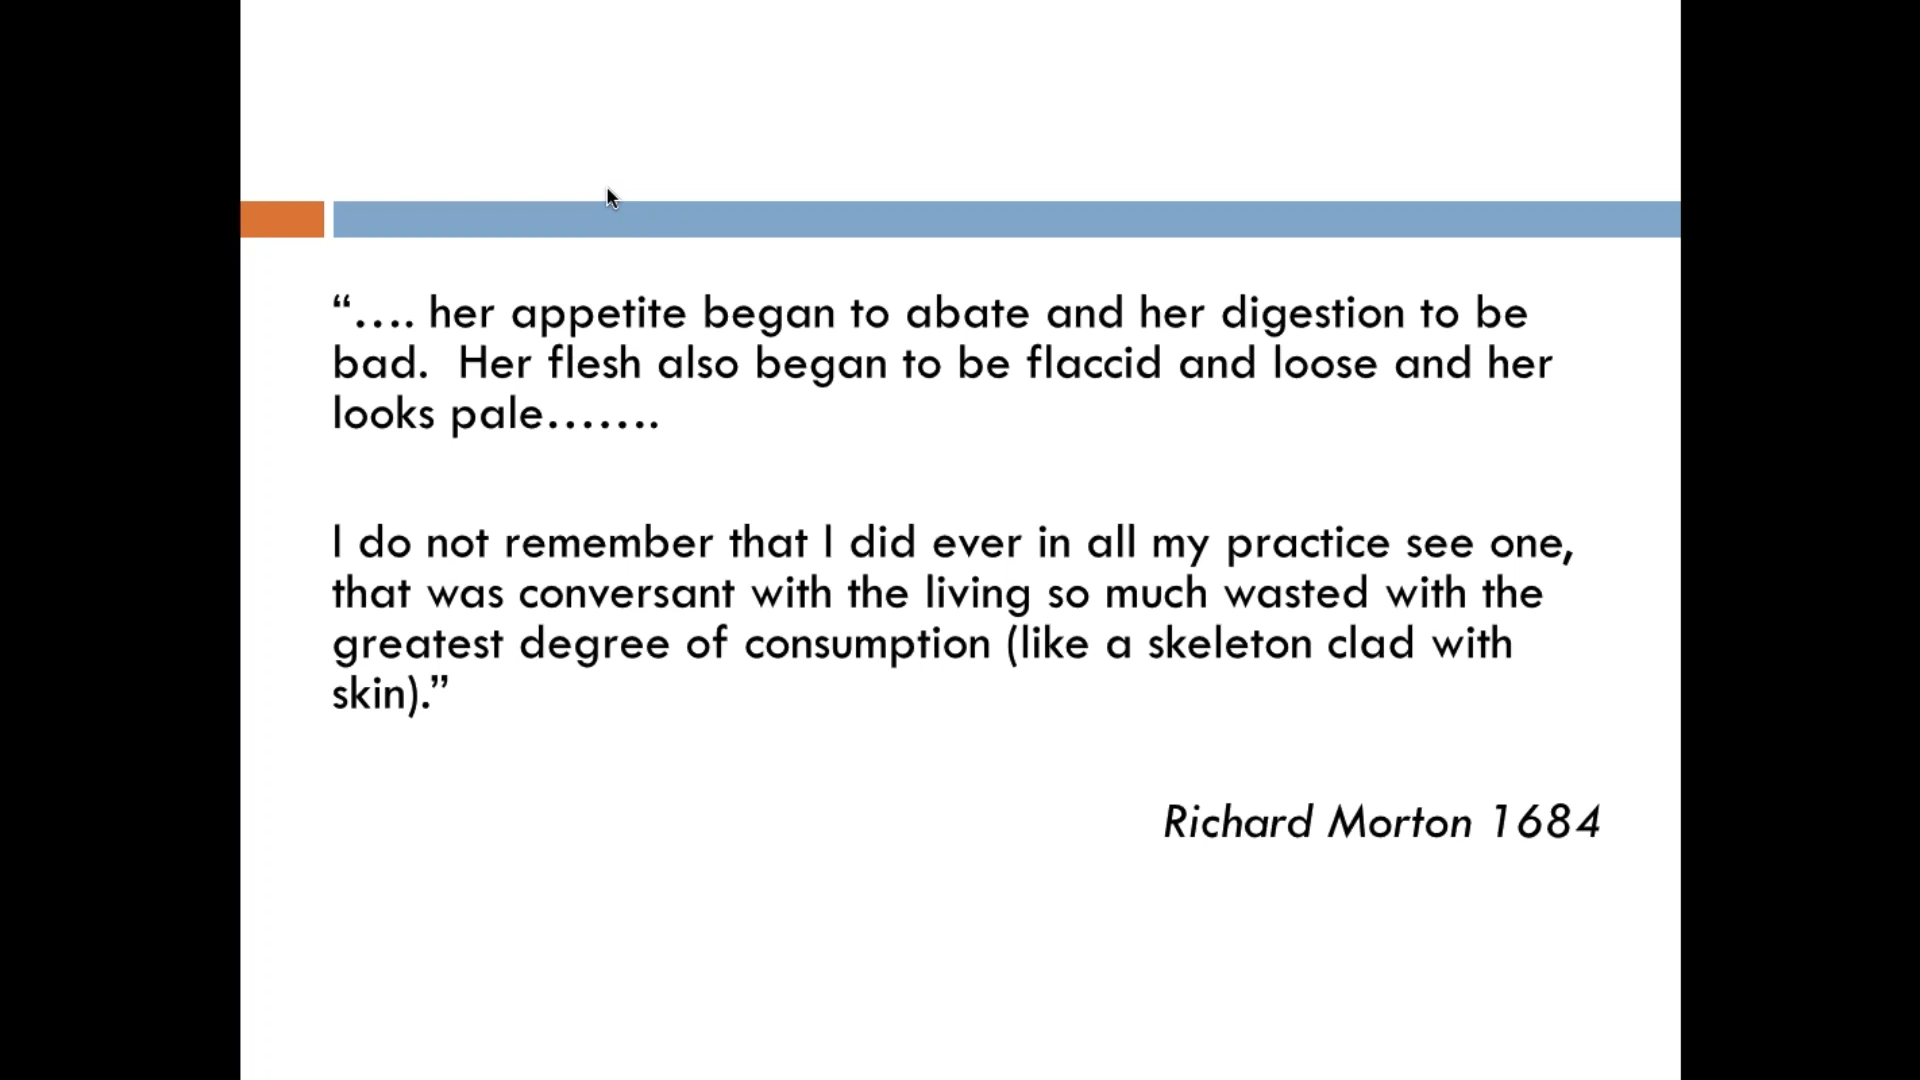 “.... her appetite began to abate and her digestion to be
bad.  Her flesh also began to be flaccid and loose and her
looks pale.......
I do not remember that I did ever in all my practice see one,
that was conversant with the living so much wasted with the
greatest degree of consumption (like a skeleton clad with
skin).”
Richard Morton 1684